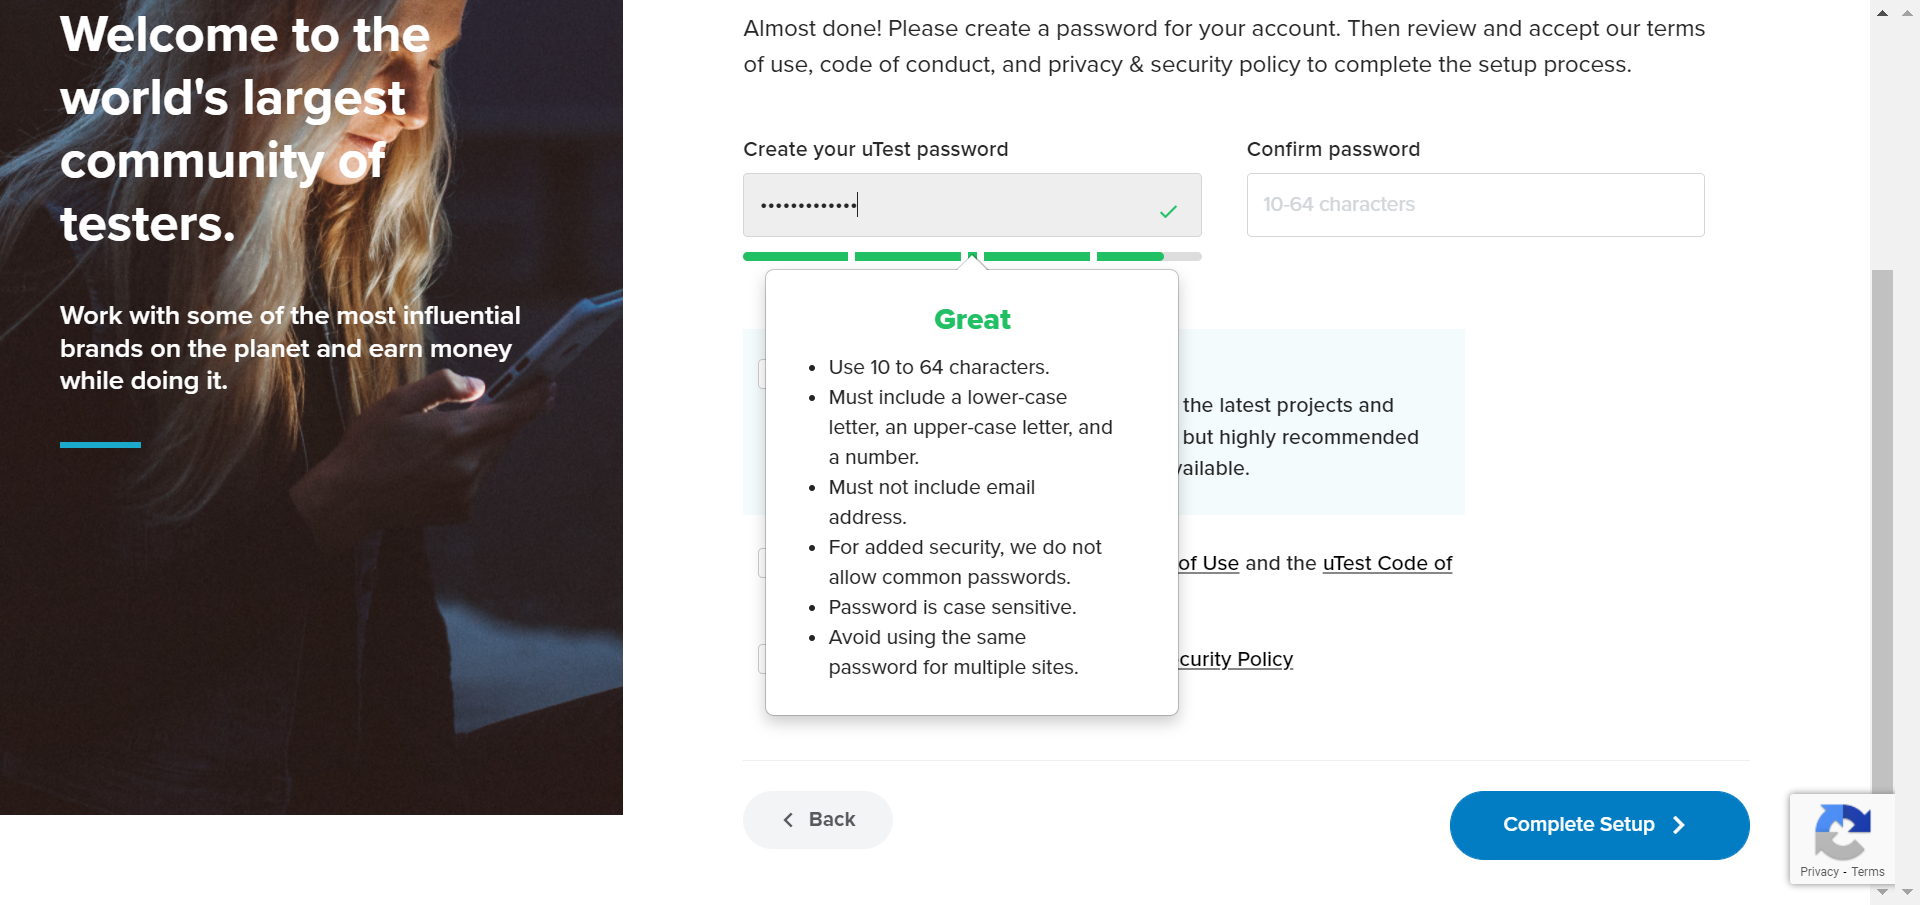 Welcome to the
world's largest
community of
testers.
Work with some of the most influential
brands on the planet and earn money
while doing it.
Almost done! Please create a password for your account. Then review and accept our terms
of use, code of conduct, and privacy & security policy to complete the setup process.
Create your uTest password
Confirm password
•••••••••••••
10-64 characters
Great
• Use 10 to 64 characters.
• Must include a lower-case
letter, an upper-case letter, and
a number.
• Must not include email
address.
• For added security, we do not
allow common passwords.
• Password is case sensitive.
• Avoid using the same
password for multiple sites.
the latest projects and
but highly recommended
vailable.
of Use and the uTest Code of
curity Policy
Back
Complete Setup
Privacy - Terms